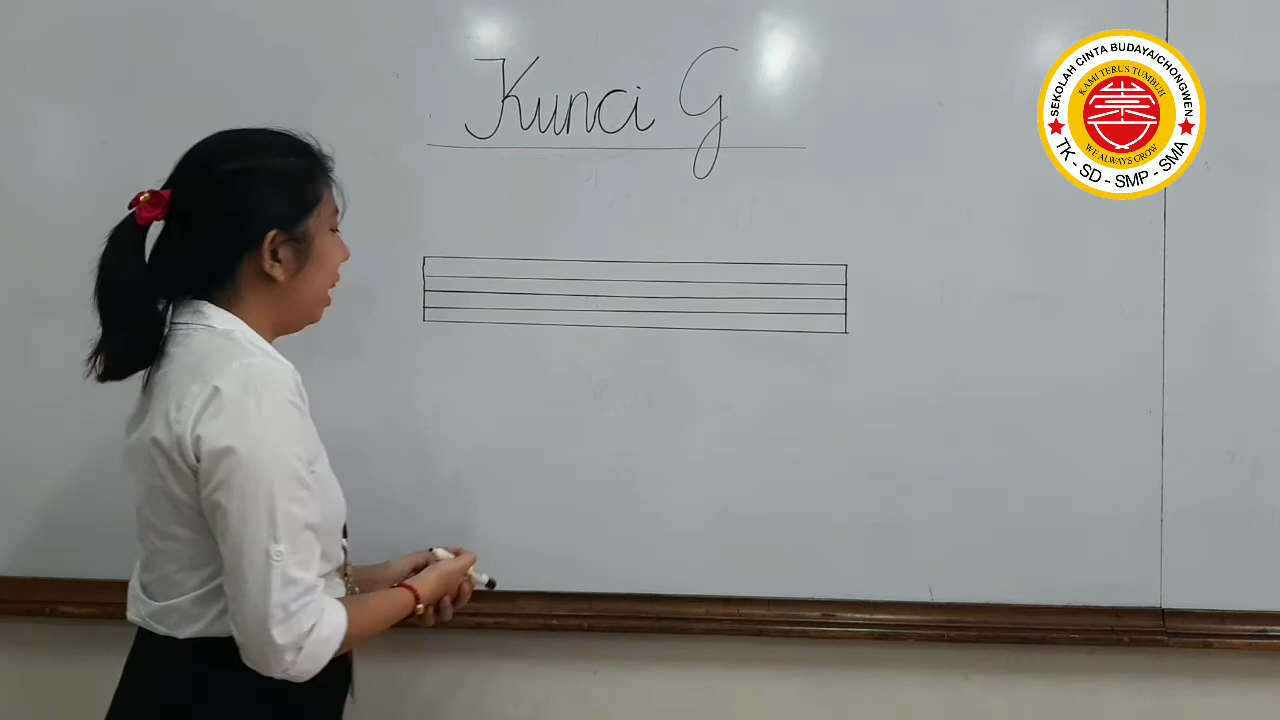 Kunci G
SEKOLAH CINTA BUDAYA/CHONGWEN
KAMI TERUS TUMBUH
WE ALWAYS GROW
TK - SD - SMP - SMA